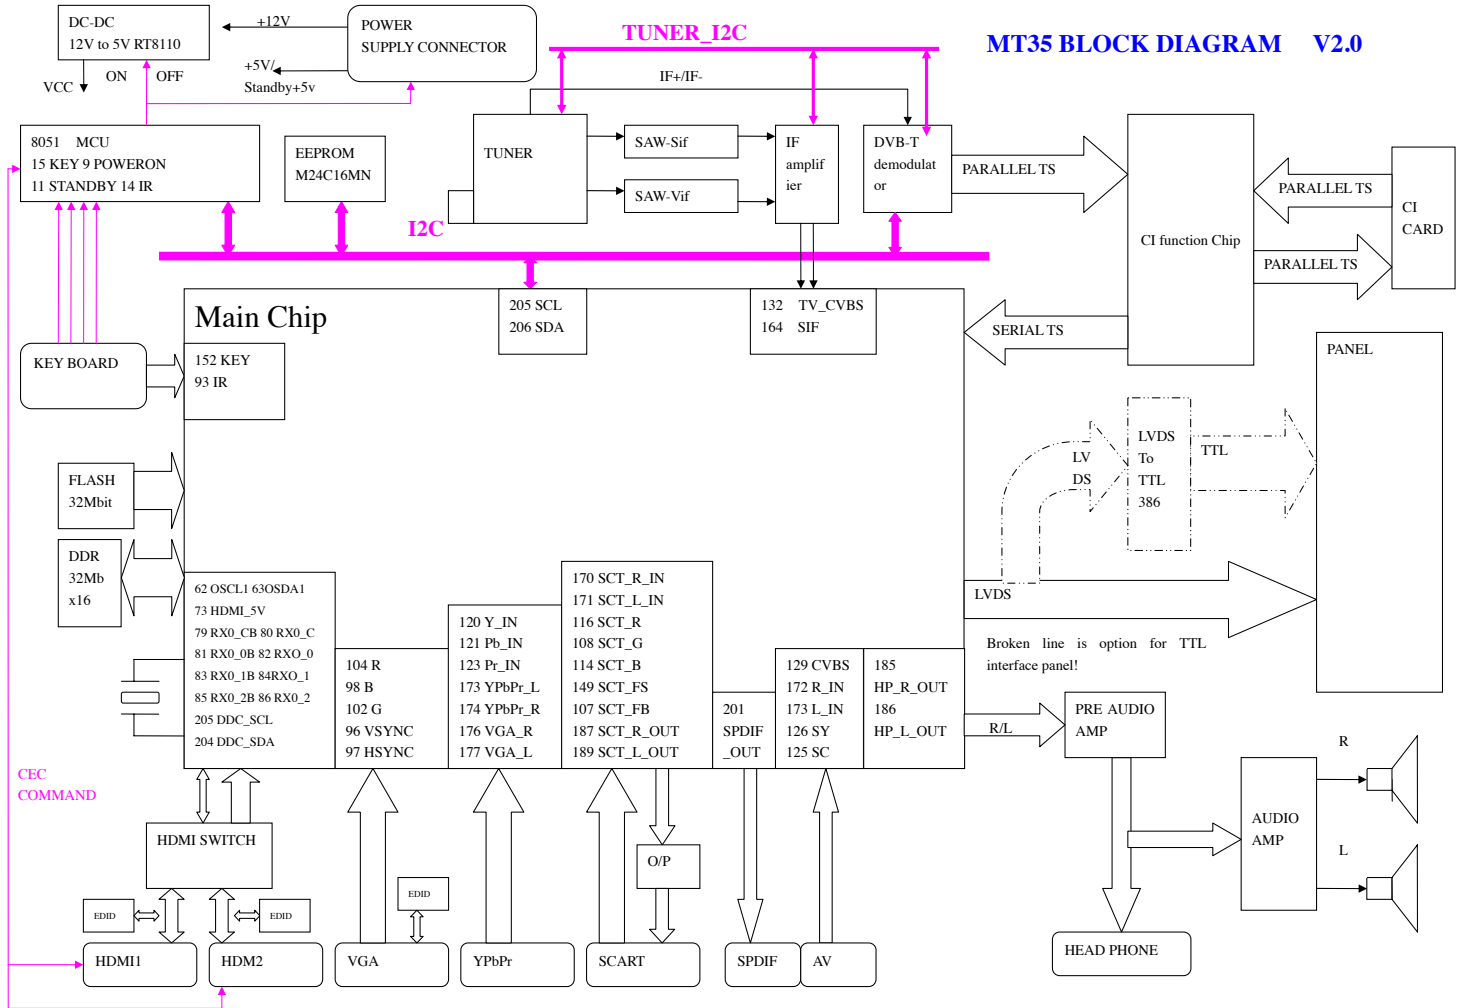 MT35 BLOCK DIAGRAM V2.0
DC-DC
12V to 5V RT8110
ON OFF
VCC
+12V
POWER
SUPPLY CONNECTOR
+5V/
Standby+5v
TUNER_I2C
IF+/IF-
8051 MCU
15 KEY 9 POWERON
11 STANDBY 14 IR
EEPROM
M24C16MN
TUNER
SAW-Sif
SAW-Vif
IF
amplif
ier
DVB-T
demodulat
or
PARALLEL TS
CI function Chip
PARALLEL TS
PARALLEL TS
CI
CARD
I2C
SERIAL TS
Main Chip
205 SCL
206 SDA
132 TV_CVBS
164 SIF
KEY BOARD
152 KEY
93 IR
PANEL
LV
DS
LVDS
To
TTL
386
TTL
FLASH
32Mbit
DDR
32Mb
x16
62 OSCL1 63OSDA1
73 HDMI_5V
79 RX0_CB 80 RX0_C
81 RX0_0B 82 RXO_0
83 RX0_1B 84RXO_1
85 RX0_2B 86 RX0_2
205 DDC_SCL
204 DDC_SDA
104 R
98 B
102 G
96 VSYNC
97 HSYNC
120 Y_IN
121 Pb_IN
123 Pr_IN
173 YPbPr_L
174 YPbPr_R
176 VGA_R
177 VGA_L
170 SCT_R_IN
171 SCT_L_IN
116 SCT_R
108 SCT_G
114 SCT_B
149 SCT_FS
107 SCT_FB
187 SCT_R_OUT
189 SCT_L_OUT
201
SPDIF
_OUT
129 CVBS
172 R_IN
173 L_IN
126 SY
125 SC
185
HP_R_OUT
186
HP_L_OUT
LVDS
Broken line is option for TTL
interface panel!
R/L
PRE AUDIO
AMP
CEC
COMMAND
HDMI SWITCH
O/P
AUDIO
AMP
R
L
EDID
EDID
EDID
HDMI1
HDM2
VGA
YPbPr
SCART
SPDIF
AV
HEAD PHONE